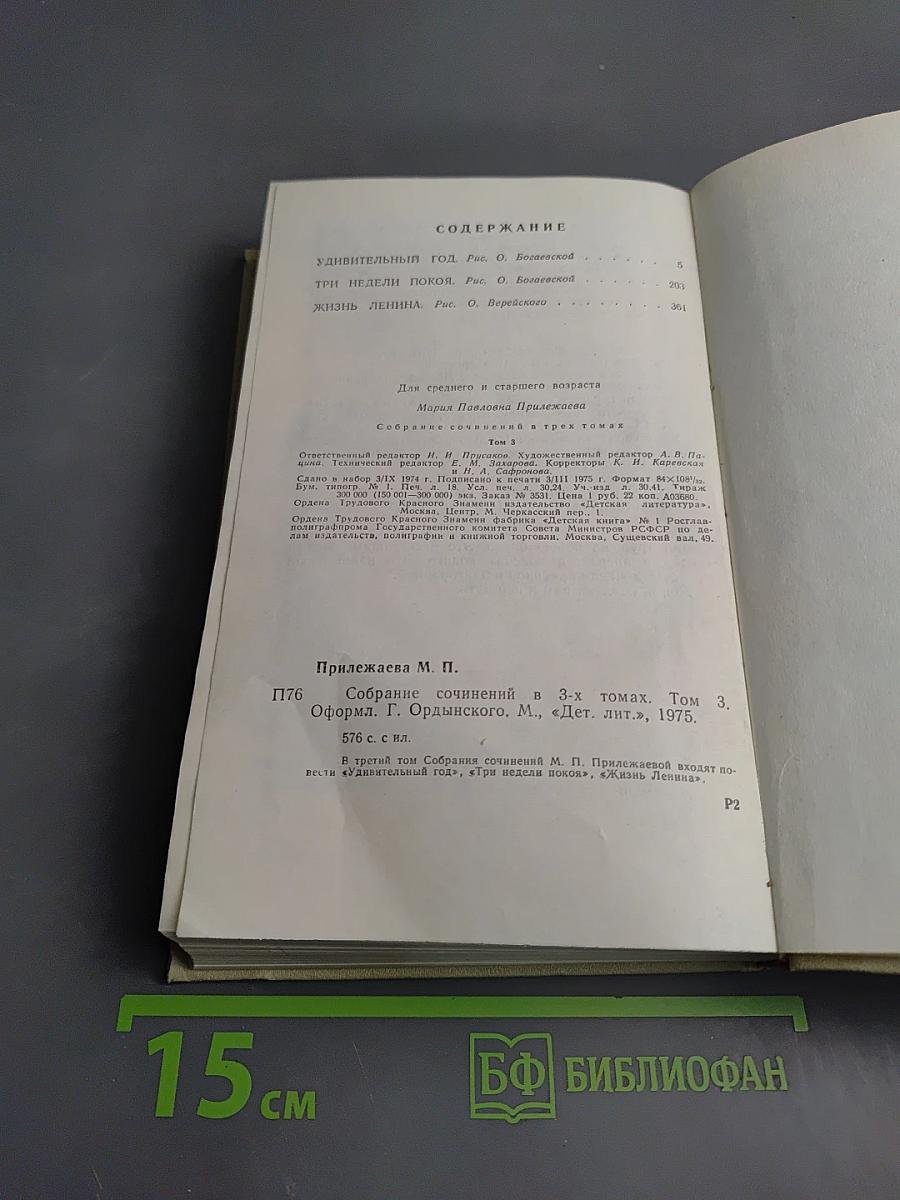 СОДЕРЖАНИЕ
УДИВИТЕЛЬНЫЙ ГОД. Рис. О. Богаевской . . . . . . 5
ТРИ НЕДЕЛИ ПОКОЯ. Рис. О. Богаевской . . . . . . 203
ЖИЗНЬ ЛЕНИНА. Рис. О. Верейского . . . . . . . . 361
Для среднего и старшего возраста
Мария Павловна Прилежаева
Собрание сочинений в трех томах
Том 3
Ответственный редактор И. И. Прусаков. Художественный редактор А. В. Па-
цина. Технический редактор Е. М. Захарова. Корректоры К. И. Каревская
и Н. А. Сафронова.
Сдано в набор 3/IX 1974 г. Подписано к печати 3/III 1975 г. Формат 84×108¹/₃₂.
Бум. типогр. № 1. Печ. л. 18. Усл. печ. л. 30,24. Уч.-изд. л. 30,41. Тираж
300 000 (150 001—300 000) экз. Заказ № 3531. Цена 1 руб. 22 коп. А03680.
Ордена Трудового Красного Знамени издательство «Детская литература».
Москва, Центр, М. Черкасский пер., 1.
Ордена Трудового Красного Знамени фабрика «Детская книга» № 1 Росглав-
полиграфпрома Государственного комитета Совета Министров РСФСР по де-
лам издательств, полиграфии и книжной торговли. Москва, Сущевский вал, 49.
Прилежаева М. П.
П76 Собрание сочинений в 3-х томах. Том 3.
Оформл. Г. Ордынского. М., «Дет. лит.», 1975.
576 с. с ил.
В третий том Собрания сочинений М. П. Прилежаевой входят по-
вести «Удивительный год», «Три недели покоя», «Жизнь Ленина».
Р2
15 см
БФ БИБЛИОФАН